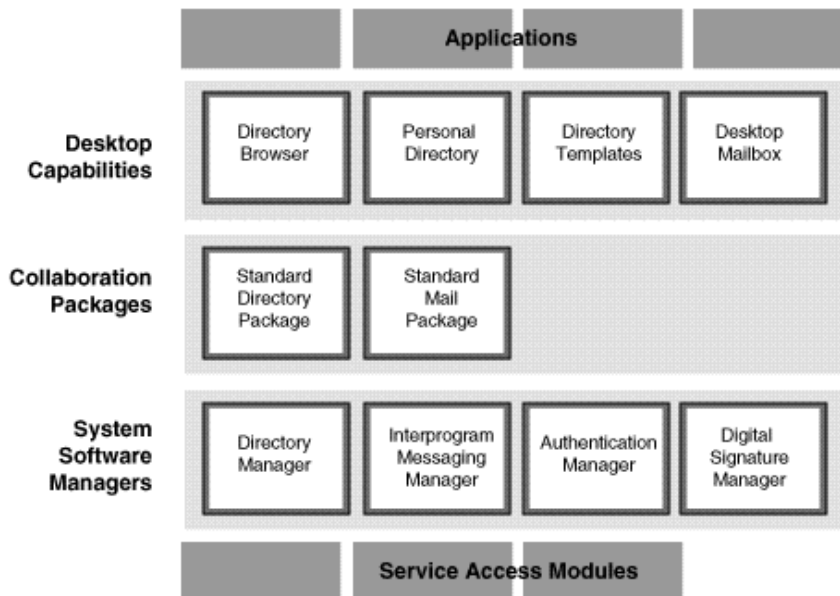 Applications
Desktop
Capabilities
Directory
Browser
Personal
Directory
Directory
Templates
Desktop
Mailbox
Collaboration
Packages
Standard
Directory
Package
Standard
Mail
Package
System
Software
Managers
Directory
Manager
Interprogram
Messaging
Manager
Authentication
Manager
Digital
Signature
Manager
Service Access Modules